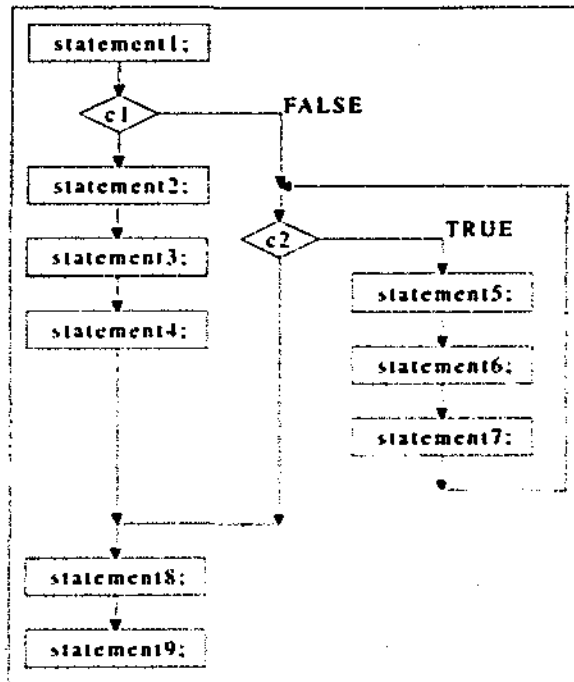 statement1;
c1
FALSE
statement2;
statement3;
c2
TRUE
statement5;
statement4;
statement6;
statement7;
statement8;
statement9;